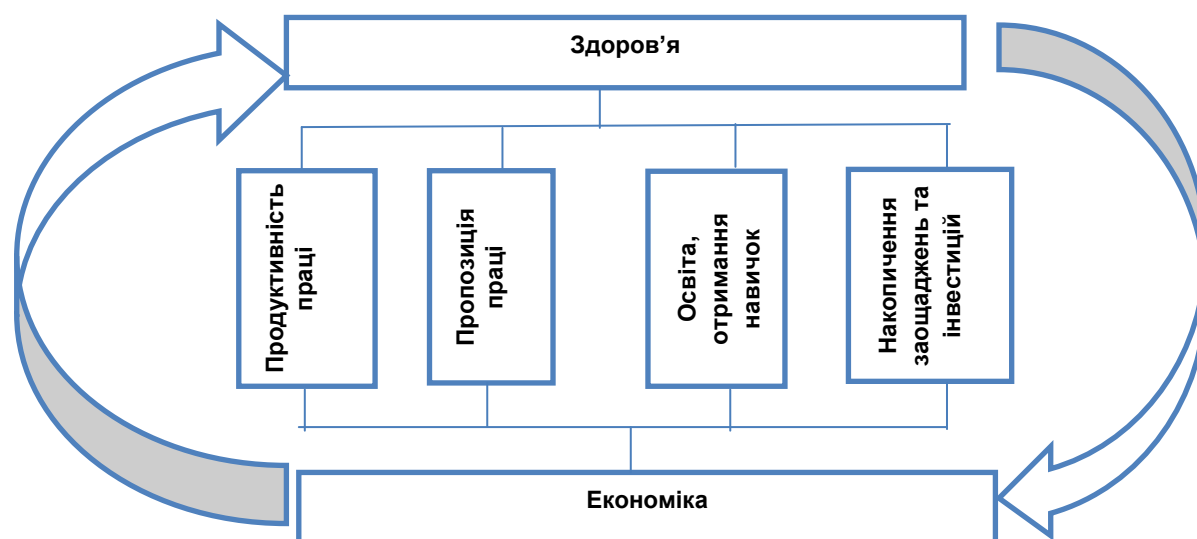 Здоров’я
Продуктивність
праці
Пропозиція
праці
Освіта,
отримання
навичок
Накопичення
заощаджень та
інвестицій
Економіка